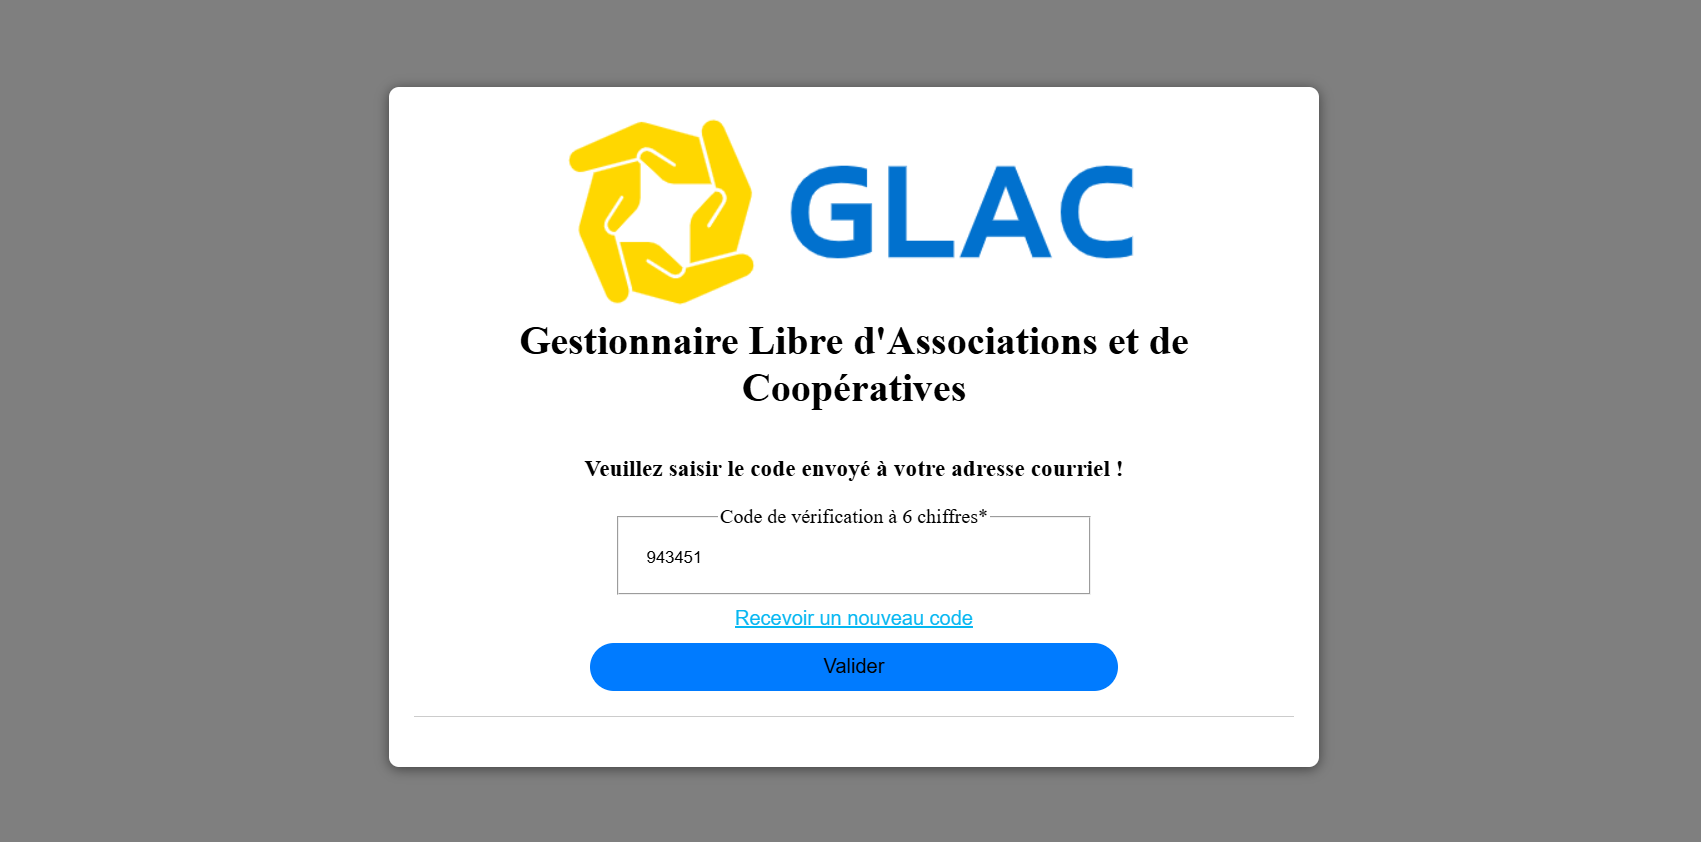 GLAC
Gestionnaire Libre d'Associations et de
Coopératives
Veuillez saisir le code envoyé à votre adresse courriel !
Code de vérification à 6 chiffres*
943451
Recevoir un nouveau code
Valider